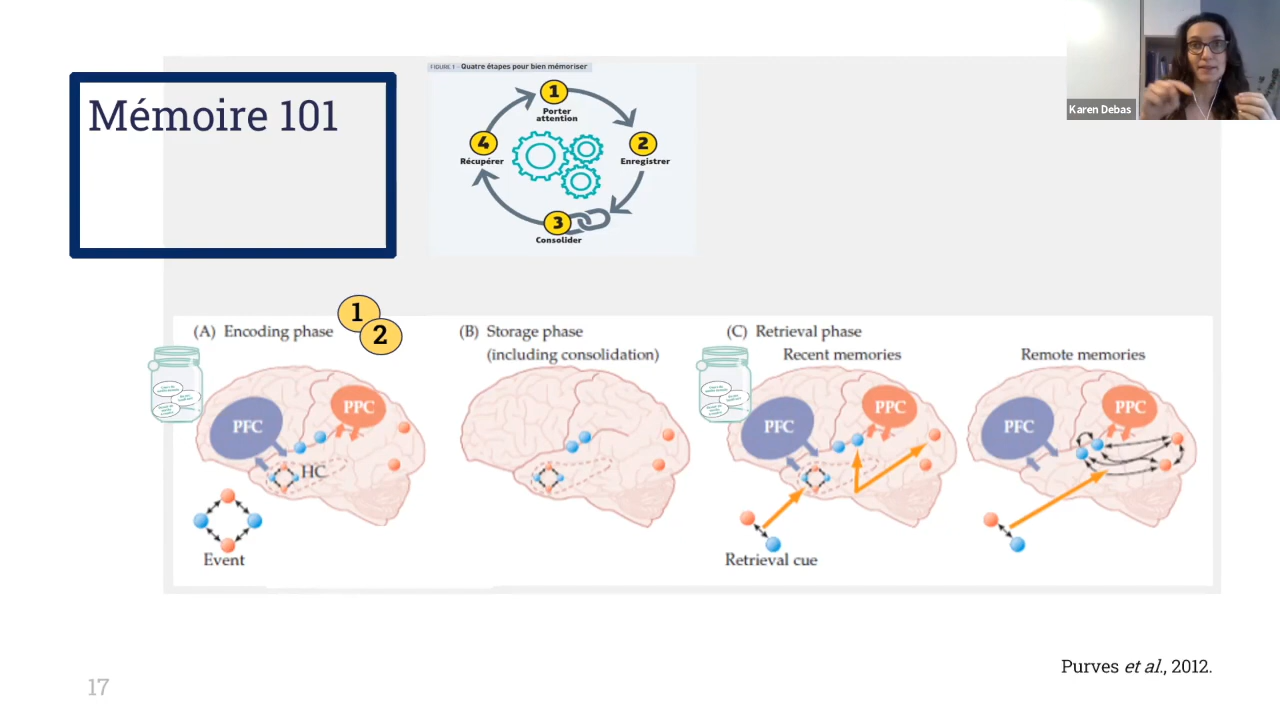 Karen Debas
Mémoire 101
FIGURE 1 Quatre étapes pour bien mémoriser
1
Porter
attention
2
Enregistrer
3
Consolider
4
Récupérer
1
2
(A) Encoding phase
PFC
PPC
HC
Event
(B) Storage phase
(including consolidation)
(C) Retrieval phase
Recent memories
PFC
PPC
Retrieval cue
Remote memories
PFC
PPC
Purves et al., 2012.
17